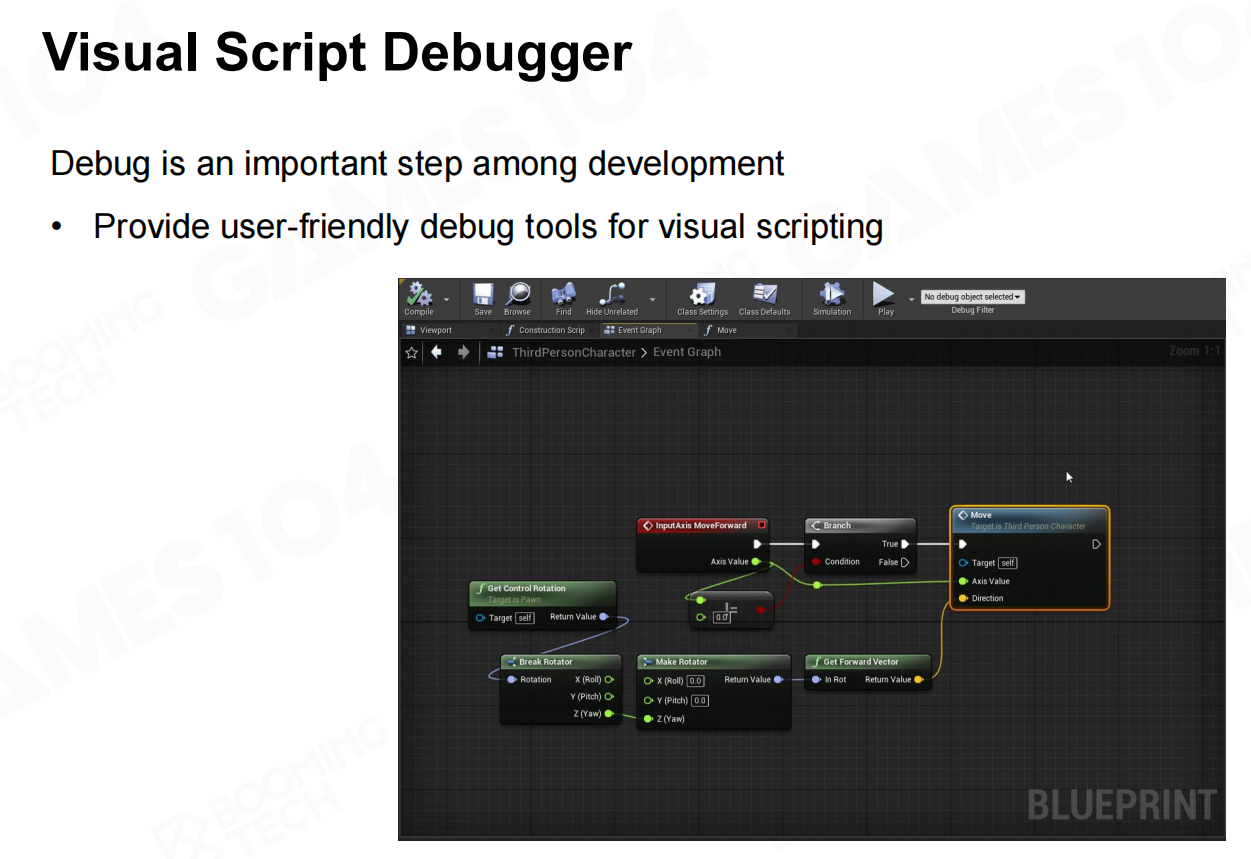 Visual Script Debugger
Debug is an important step among development
• Provide user-friendly debug tools for visual scripting
Compile
Save
Browse
Find
Hide Unrelated
Class Settings
Class Defaults
Simulation
Play
No debug object selected
Debug Filter
Viewport
Construction Scrip
Event Graph
Move
ThirdPersonCharacter > Event Graph
Zoom 1:1
InputAxis MoveForward
Axis Value
Branch
True
Condition
False
Move
Target is Third Person Character
Target self
Axis Value
Direction
!=
0.0
Get Control Rotation
Target is Pawn
Target self
Return Value
Break Rotator
Rotation
X (Roll)
Y (Pitch)
Z (Yaw)
Make Rotator
X (Roll) 0.0
Return Value
Y (Pitch) 0.0
Z (Yaw)
Get Forward Vector
In Rot
Return Value
BLUEPRINT
GAMES104
BOOMING
TECH